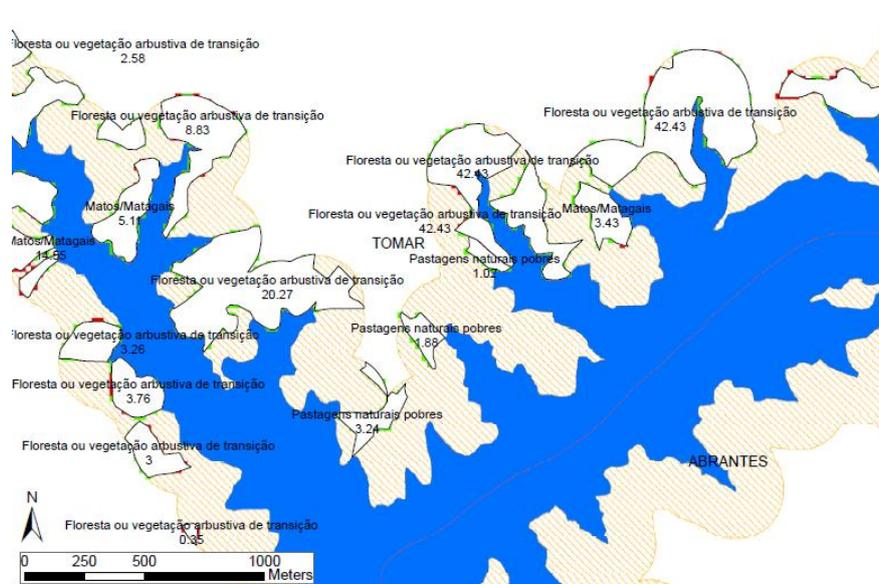 Floresta ou vegetação arbustiva de transição
2.58
Floresta ou vegetação arbustiva de transição
8.83
Floresta ou vegetação arbustiva de transição
42.43
Floresta ou vegetação arbustiva de transição
42.43
Matos/Matagais
5.11
Floresta ou vegetação arbustiva de transição
42.43
Matos/Matagais
3.43
Matos/Matagais
14.55
TOMAR
Pastagens naturais pobres
1.02
Floresta ou vegetação arbustiva de transição
20.27
Floresta ou vegetação arbustiva de transição
3.26
Pastagens naturais pobres
1.88
Floresta ou vegetação arbustiva de transição
3.76
Pastagens naturais pobres
3.24
Floresta ou vegetação arbustiva de transição
3
ABRANTES
N
Floresta ou vegetação arbustiva de transição
0.35
0 250 500 1000
Meters